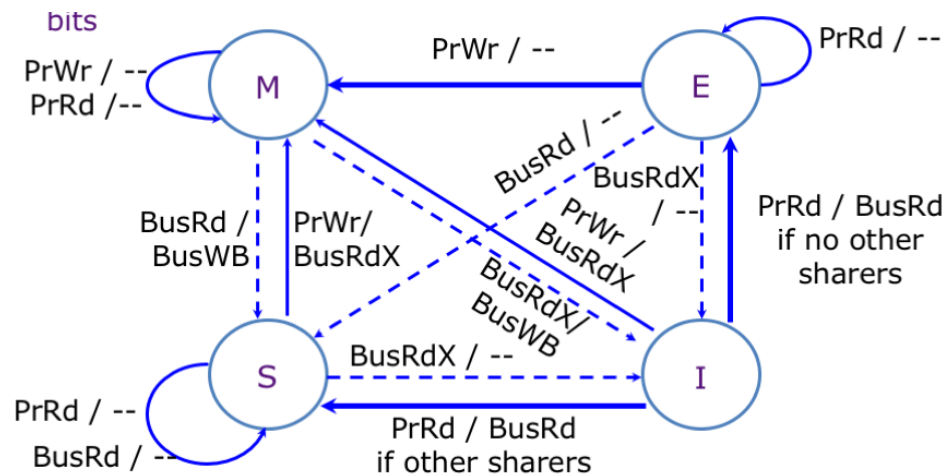 bits
PrWr / --
PrRd /--
M
PrWr / --
E
PrRd / --
BusRd /
BusWB
PrWr/
BusRdX
BusRd / --
BusRdX
/ --
PrWr /
BusRdX
BusRdX/
BusWB
PrRd / BusRd
if no other
sharers
S
BusRdX / --
I
PrRd / --
BusRd / --
PrRd / BusRd
if other sharers